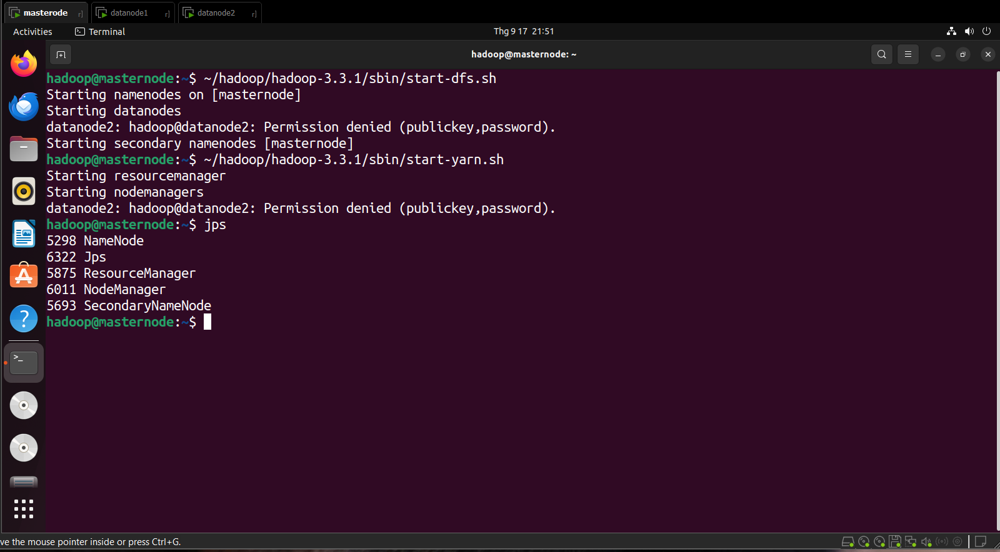 masterode
datanode1
datanode2
Activities
Terminal
Thg 9 17 21:51
hadoop@masternode: ~
hadoop@masternode:~$ ~/hadoop/hadoop-3.3.1/sbin/start-dfs.sh
Starting namenodes on [masternode]
Starting datanodes
datanode2: hadoop@datanode2: Permission denied (publickey,password).
Starting secondary namenodes [masternode]
hadoop@masternode:~$ ~/hadoop/hadoop-3.3.1/sbin/start-yarn.sh
Starting resourcemanager
Starting nodemanagers
datanode2: hadoop@datanode2: Permission denied (publickey,password).
hadoop@masternode:~$ jps
5298 NameNode
6322 Jps
5875 ResourceManager
6011 NodeManager
5693 SecondaryNameNode
hadoop@masternode:~$
ve the mouse pointer inside or press Ctrl+G.